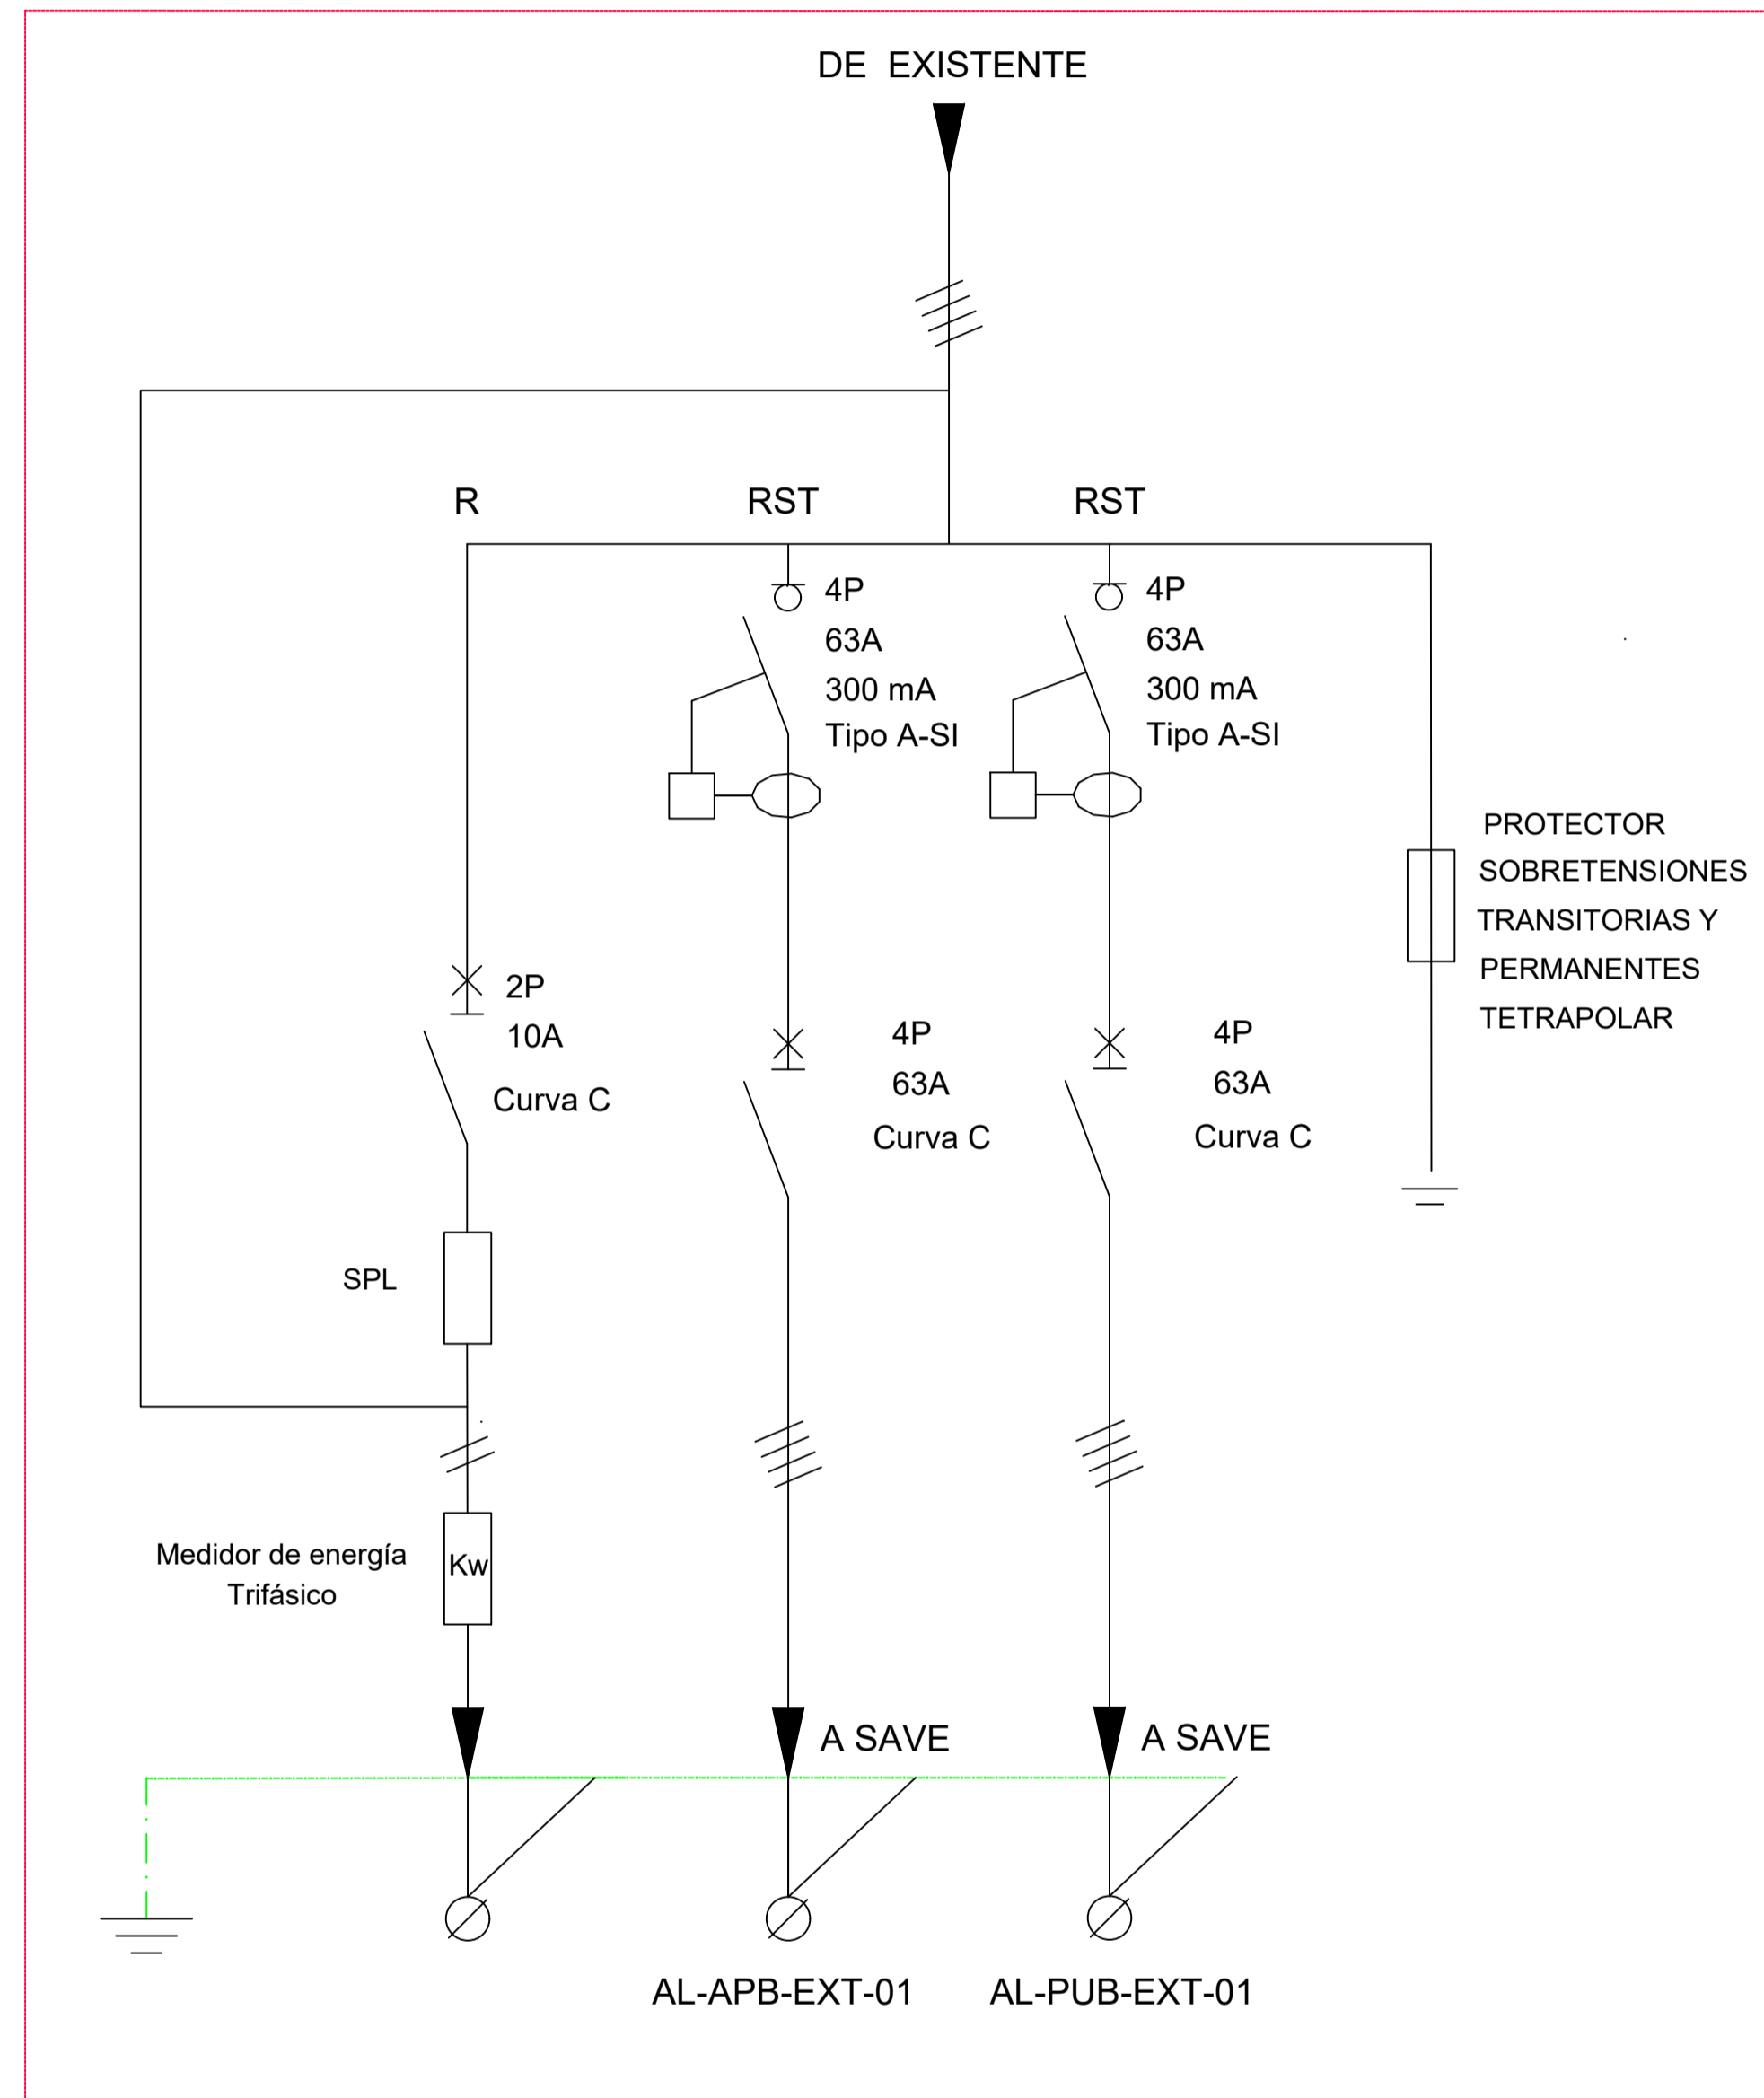 DE EXISTENTE
R
RST
RST
4P
63A
300 mA
Tipo A-SI
4P
63A
300 mA
Tipo A-SI
PROTECTOR
SOBRETENSIONES
TRANSITORIAS Y
PERMANENTES
TETRAPOLAR
2P
10A
Curva C
4P
63A
Curva C
4P
63A
Curva C
SPL
Medidor de energía
Trifásico
Kw
A SAVE
A SAVE
AL-APB-EXT-01
AL-PUB-EXT-01